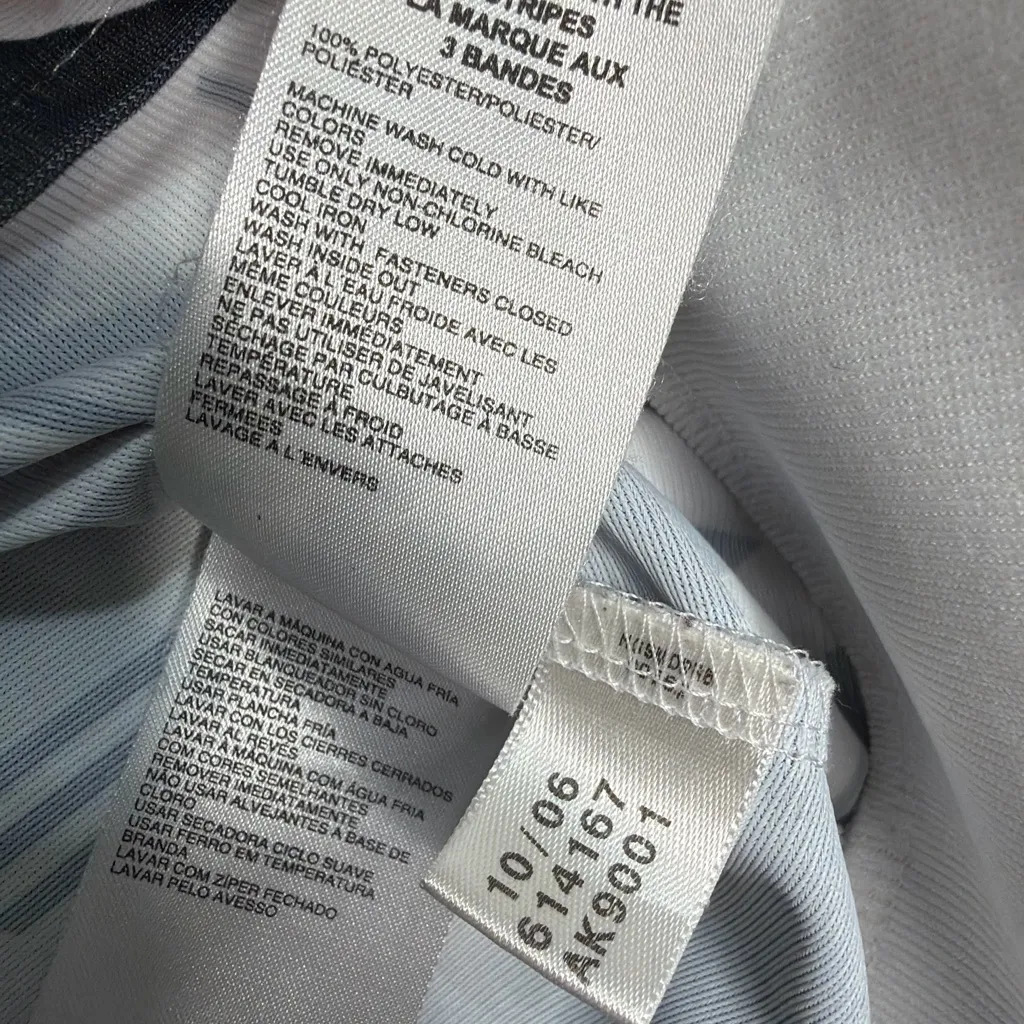 THE
STRIPES
LA MARQUE AUX
3 BANDES
100% POLYESTER/POLIÉSTER/
POLIÉSTER
MACHINE WASH COLD WITH LIKE
COLORS
REMOVE IMMEDIATELY
USE ONLY NON-CHLORINE BLEACH
TUMBLE DRY LOW
COOL IRON
WASH WITH FASTENERS CLOSED
WASH INSIDE OUT
LAVER À L'EAU FROIDE AVEC LES
MÊME COULEURS
ENLEVER IMMÉDIATEMENT
NE PAS UTILISER DE JAVELISANT
SÉCHAGE PAR CULBUTAGE À BASSE
TEMPÉRATURE
REPASSAGE À FROID
LAVER AVEC LES ATTACHES
FERMÉES
LAVAGE À L'ENVERS
LAVAR A MÁQUINA CON AGUA FRÍA
CON COLORES SIMILARES
SACAR INMEDIATAMENTE
USAR BLANQUEADOR SIN CLORO
SECAR EN SECADORA A BAJA
TEMPERATURA
USAR PLANCHA FRÍA
LAVAR CON LOS CIERRES CERRADOS
LAVAR AL REVÉS
LAVAR À MÁQUINA COM ÁGUA FRIA
COM CORES SEMELHANTES
REMOVER IMEDIATAMENTE
NÃO USAR ALVEJANTES À BASE DE
CLORO
USAR SECADORA CICLO SUAVE
USAR FERRO EM TEMPERATURA
BRANDA
LAVAR COM ZÍPER FECHADO
LAVAR PELO AVESSO
10/06
614167
AK9001